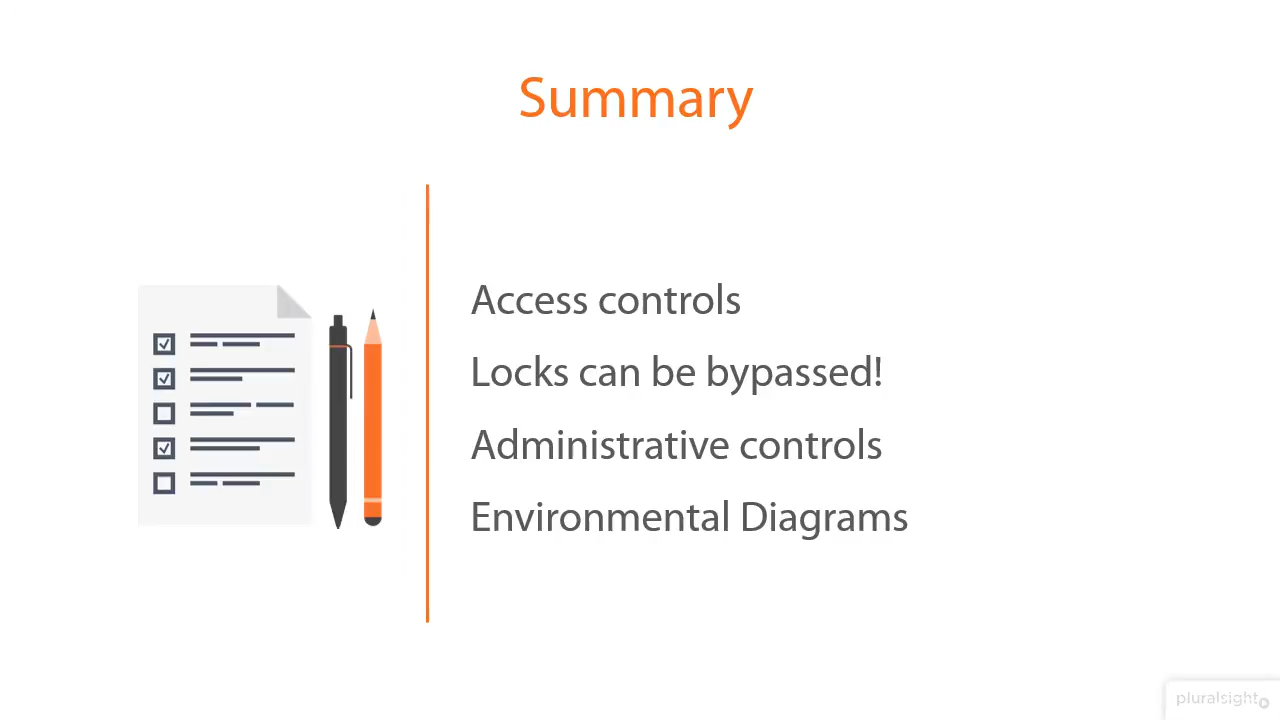 Summary
Access controls
Locks can be bypassed!
Administrative controls
Environmental Diagrams
pluralsight